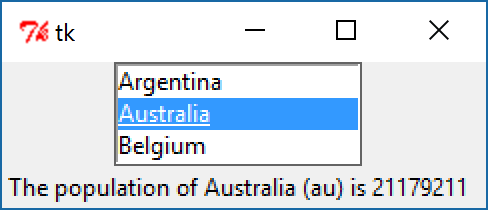 tk
Argentina
Australia
Belgium
The population of Australia (au) is 21179211